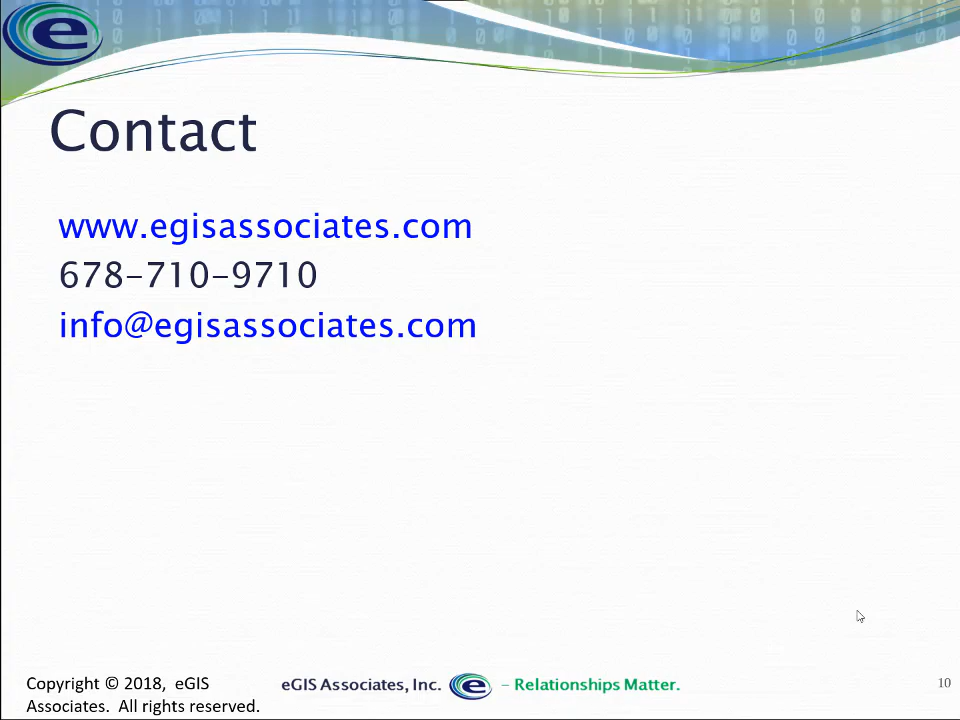 e
Contact
www.egisassociates.com
678-710-9710
info@egisassociates.com
Copyright © 2018, eGIS
Associates. All rights reserved.
eGIS Associates, Inc. e – Relationships Matter.
10